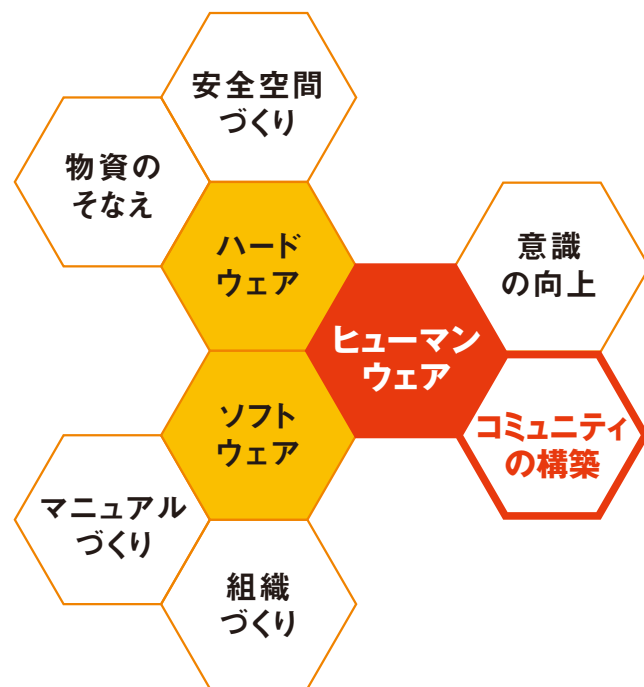 安全空間
づくり
物資の
そなえ
ハード
ウェア
意識
の向上
ヒューマン
ウェア
ソフト
ウェア
コミュニティ
の構築
マニュアル
づくり
組織
づくり